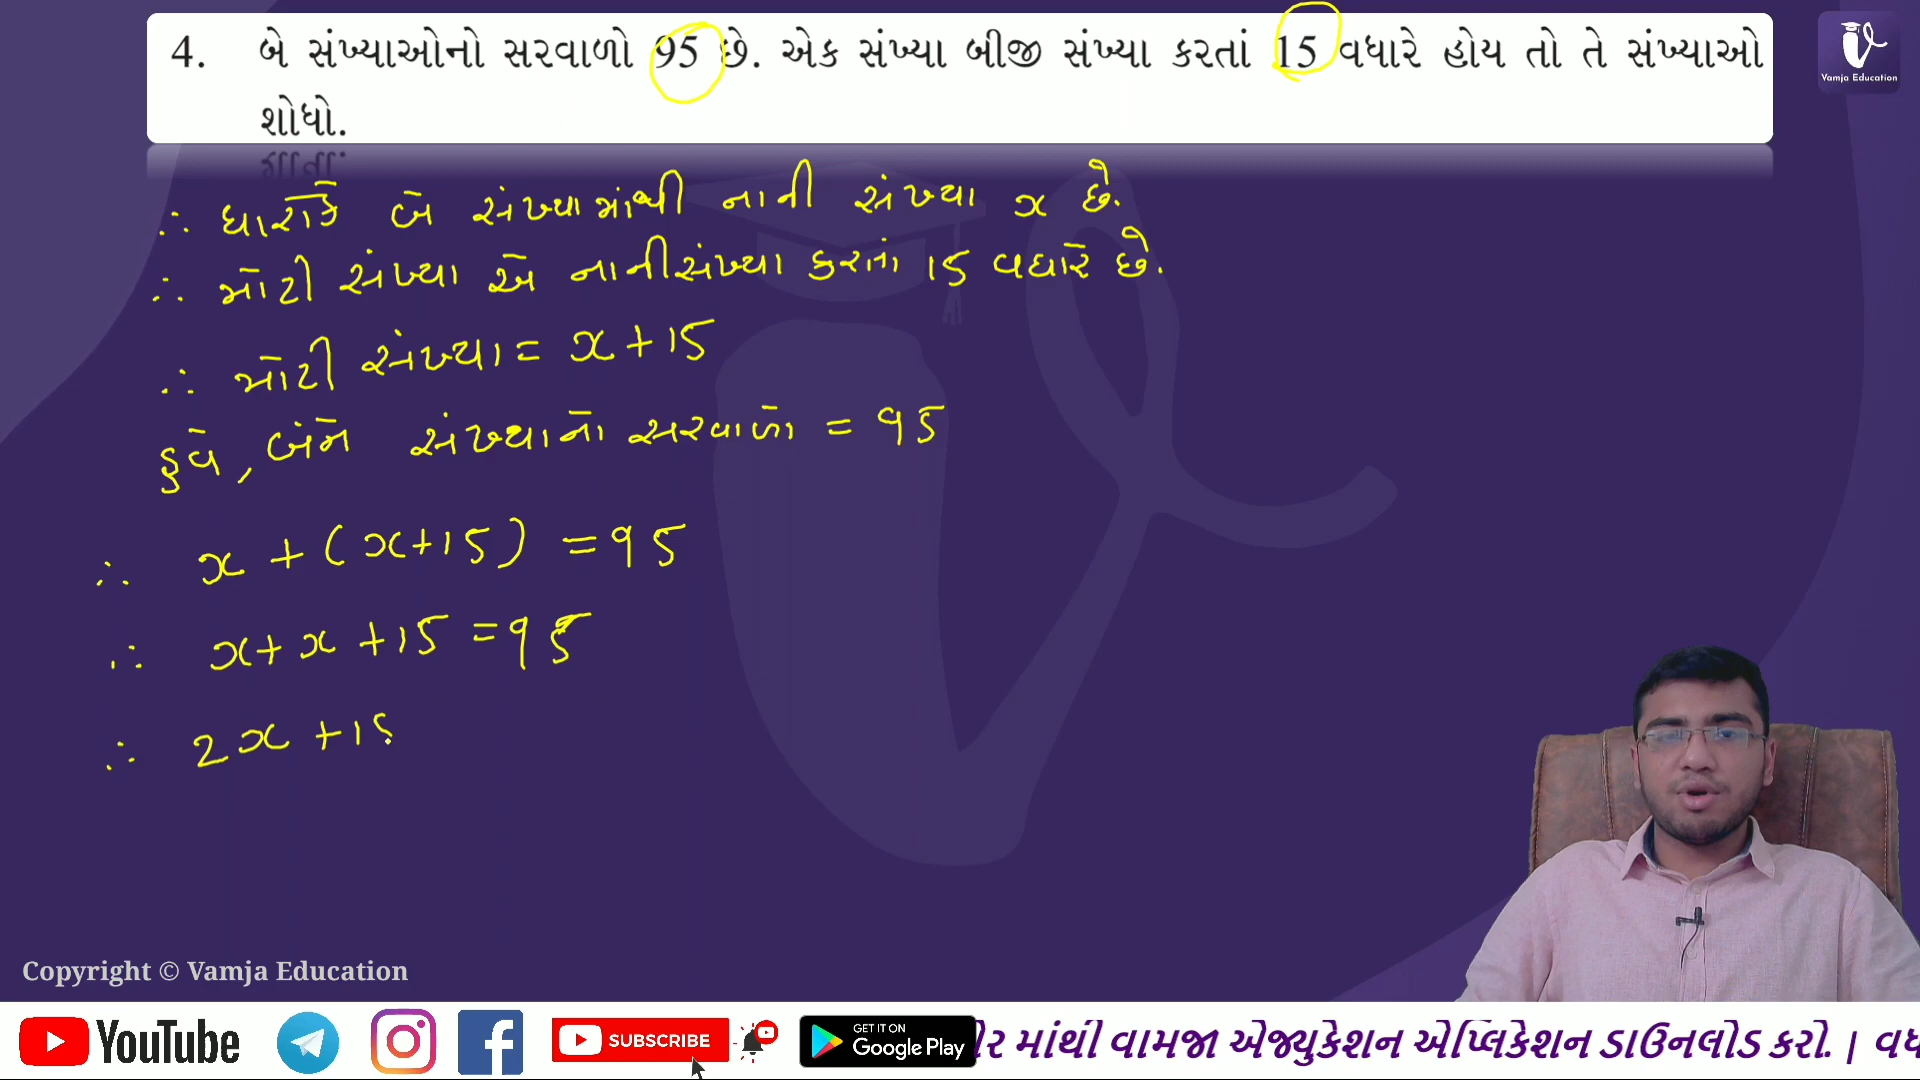 4. બે સંખ્યાઓનો સરવાળો 95 છે. એક સંખ્યા બીજી સંખ્યા કરતાં 15 વધારે હોય તો તે સંખ્યાઓ
શોધો.
Vamja Education
∴ ધારોકે બે સંખ્યામાંથી નાની સંખ્યા x છે.
∴ મોટી સંખ્યા એ નાની સંખ્યા કરતાં 15 વધારે છે.
∴ મોટી સંખ્યા = x + 15
હવે, બંને સંખ્યાનો સરવાળો = 95
∴ x + (x+15) = 95
∴ x + x + 15 = 95
∴ 2x + 15
Copyright © Vamja Education
YouTube SUBSCRIBE GET IT ON Google Play માંથી વામજા એજ્યુકેશન એપ્લિકેશન ડાઉનલોડ કરો. |